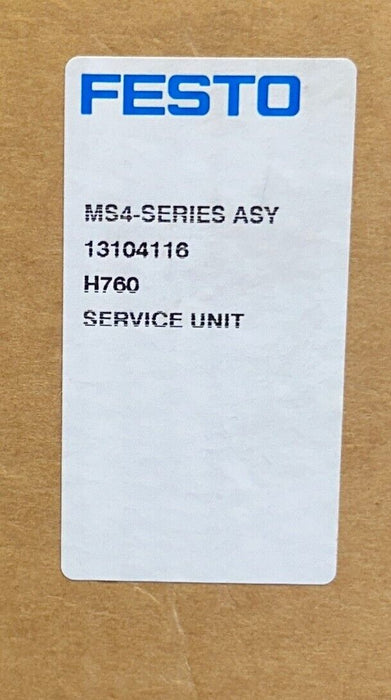 FESTO
MS4-SERIES ASY
13104116
H760
SERVICE UNIT